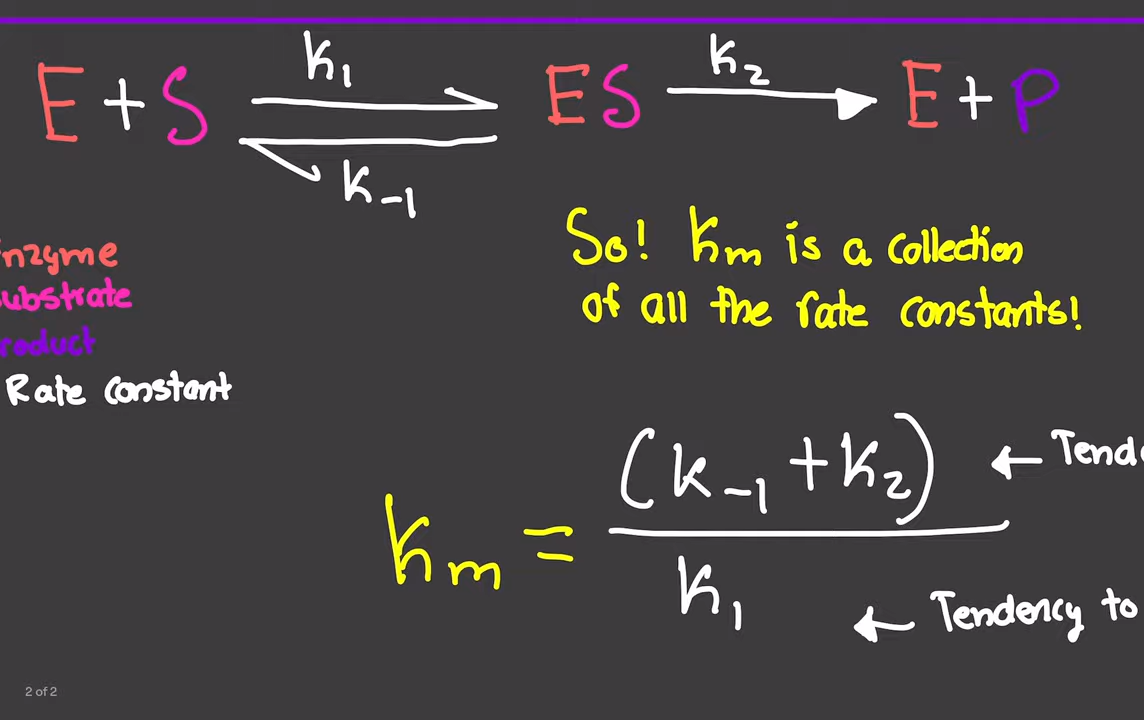 E + S k₁ k₋₁ ES k₂ E + P
So! Km is a collection
of all the rate constants!
nzyme
ubstrate
roduct
Rate constant
Km = (k₋₁ + k₂) / k₁
← Tend
← Tendency to
2 of 2